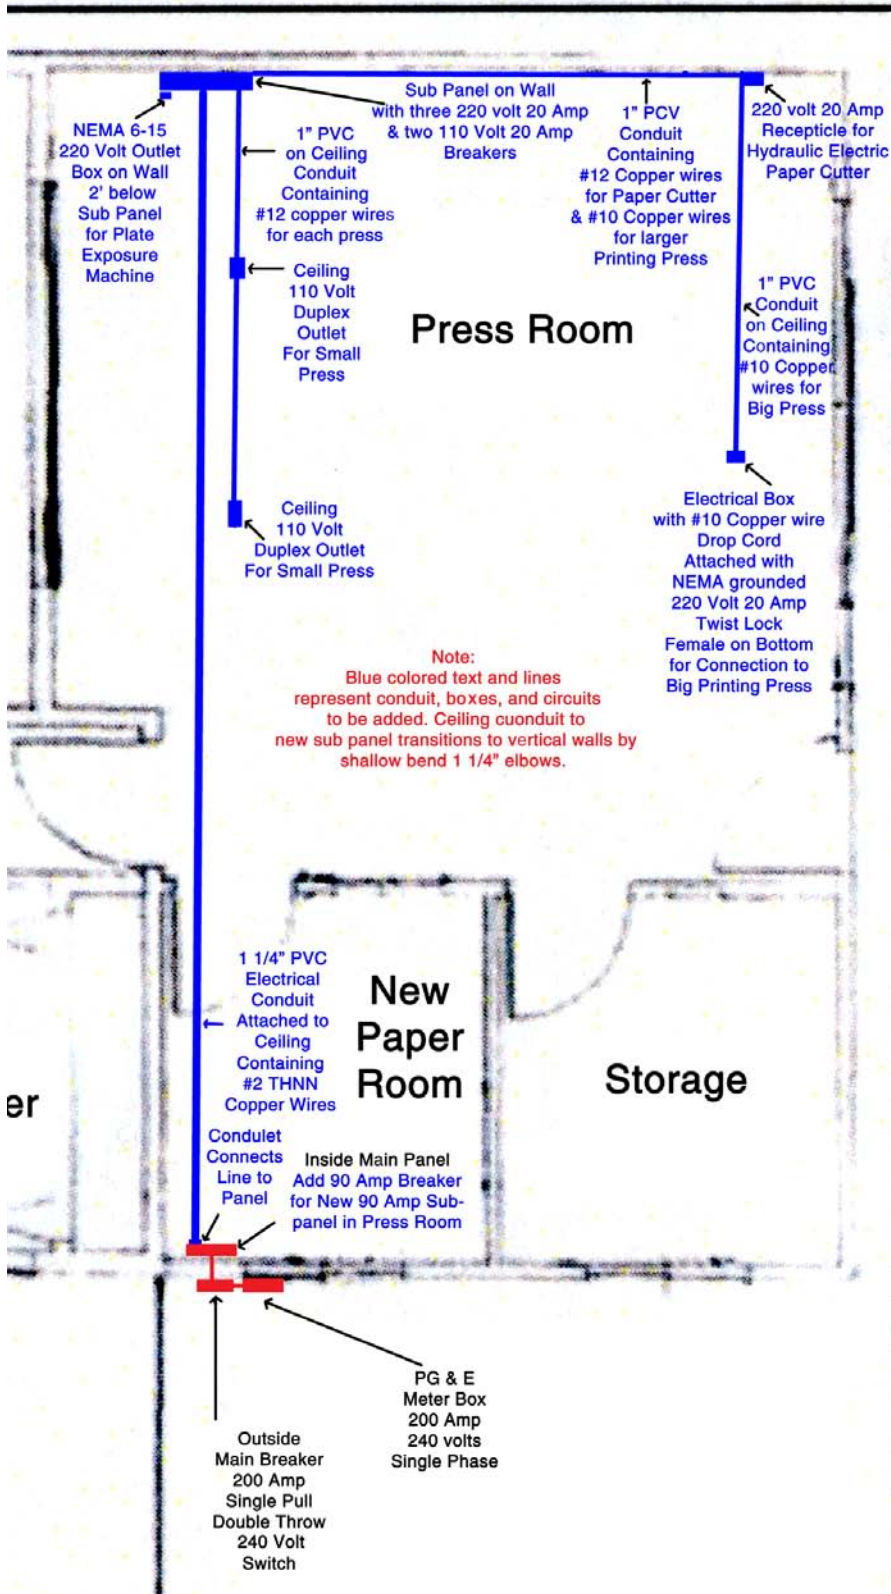 NEMA 6-15
220 Volt Outlet
Box on Wall
2' below
Sub Panel
for Plate
Exposure
Machine
1" PVC
on Ceiling
Conduit
Containing
#12 copper wires
for each press
Sub Panel on Wall
with three 220 volt 20 Amp
& two 110 Volt 20 Amp
Breakers
1" PCV
Conduit
Containing
#12 Copper wires
for Paper Cutter
& #10 Copper wires
for larger
Printing Press
220 volt 20 Amp
Recepticle for
Hydraulic Electric
Paper Cutter
Ceiling
110 Volt
Duplex
Outlet
For Small
Press
Press Room
1" PVC
Conduit
on Ceiling
Containing
#10 Copper
wires for
Big Press
Ceiling
110 Volt
Duplex Outlet
For Small Press
Electrical Box
with #10 Copper wire
Drop Cord
Attached with
NEMA grounded
220 Volt 20 Amp
Twist Lock
Female on Bottom
for Connection to
Big Printing Press
Note:
Blue colored text and lines
represent conduit, boxes, and circuits
to be added. Ceiling cuonduit to
new sub panel transitions to vertical walls by
shallow bend 1 1/4" elbows.
1 1/4" PVC
Electrical
Conduit
Attached to
Ceiling
Containing
#2 THNN
Copper Wires
New
Paper
Room
Storage
er
Condulet
Connects
Line to
Panel
Inside Main Panel
Add 90 Amp Breaker
for New 90 Amp Sub-
panel in Press Room
PG & E
Meter Box
200 Amp
240 volts
Single Phase
Outside
Main Breaker
200 Amp
Single Pull
Double Throw
240 Volt
Switch